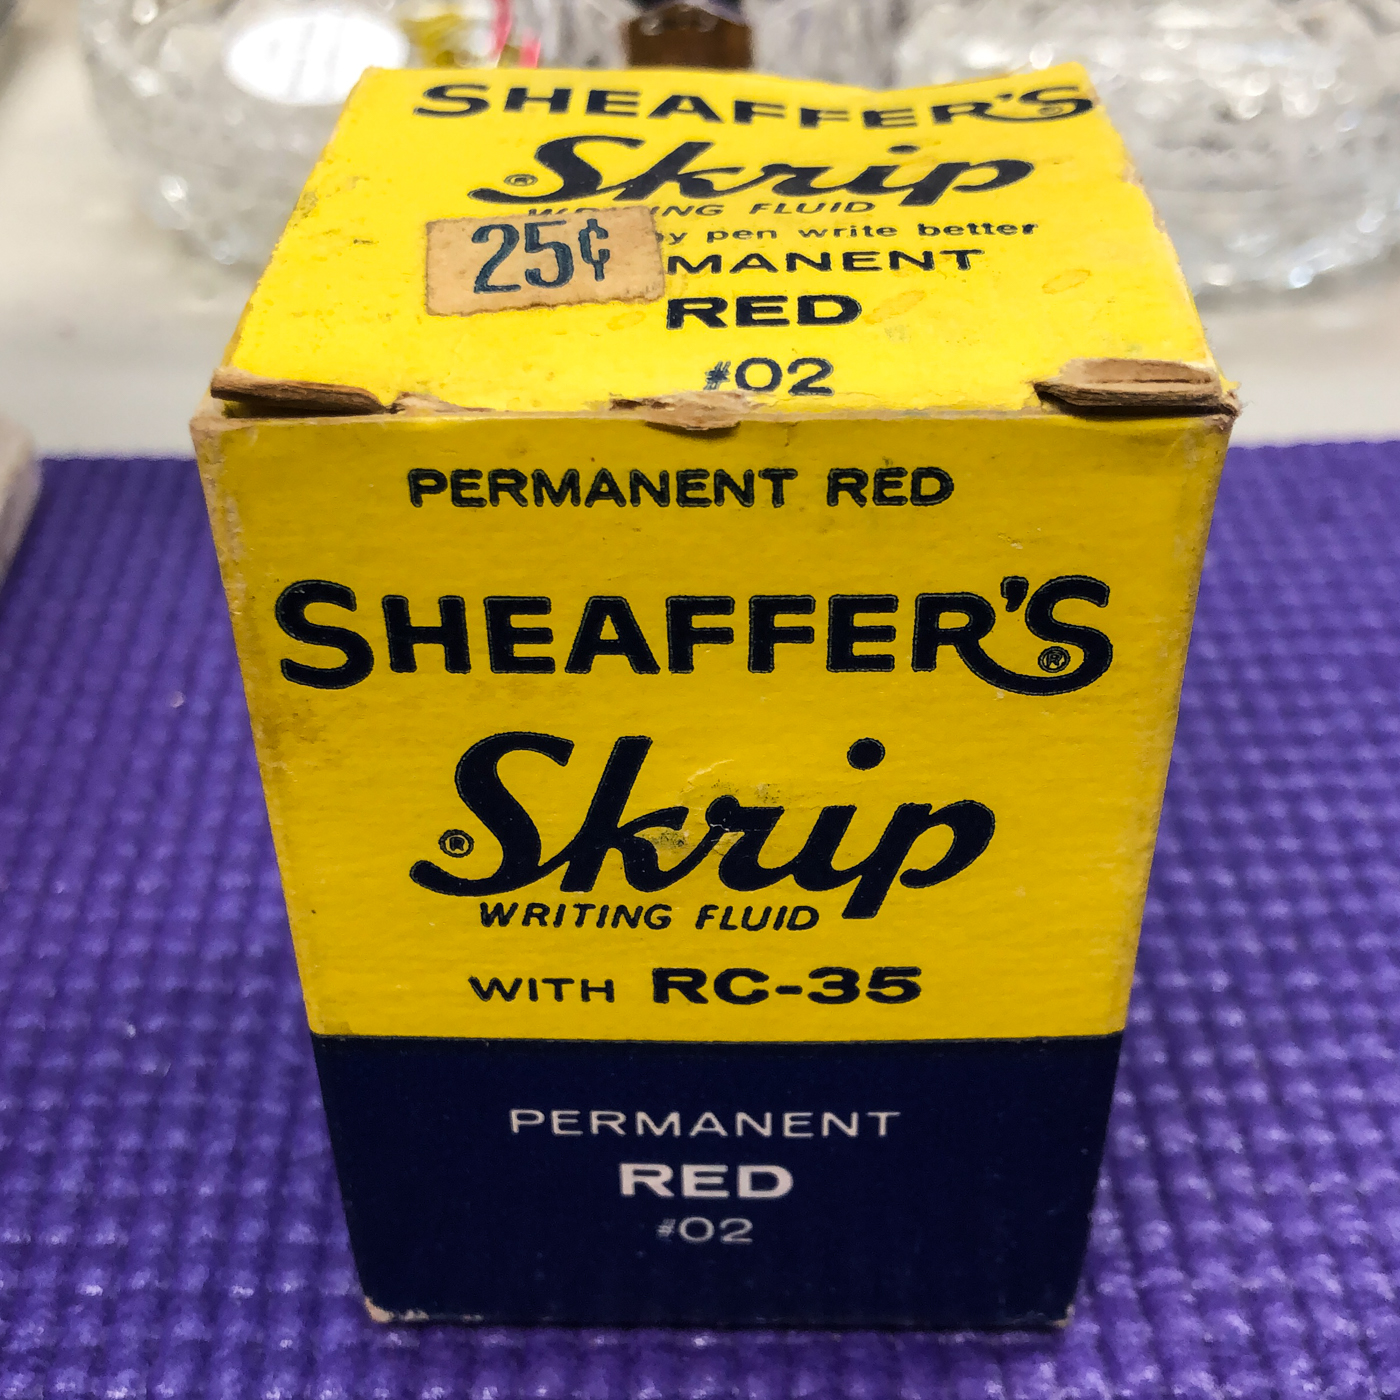 SHEAFFER'S
® Skrip
WRITING FLUID
pen write better
25¢
MANENT
RED
#02
PERMANENT RED
SHEAFFER'S ®
® Skrip
WRITING FLUID
WITH RC-35
PERMANENT
RED
#02